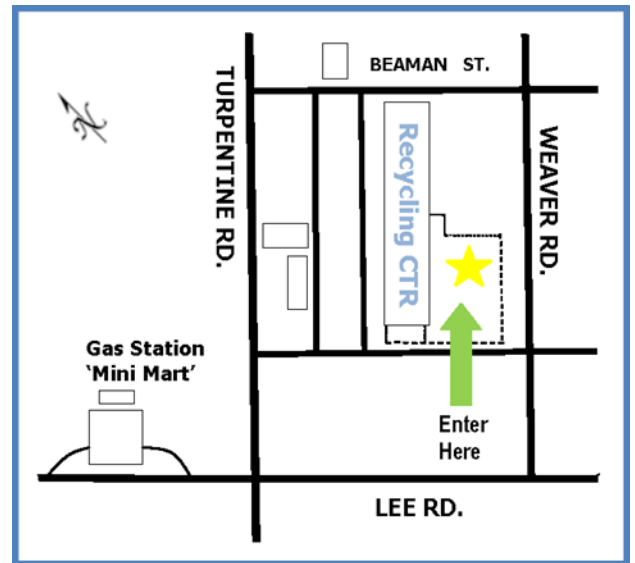 BEAMAN ST.
TURPENTINE RD.
Recycling CTR
WEAVER RD.
Gas Station
‘Mini Mart’
Enter
Here
LEE RD.
N